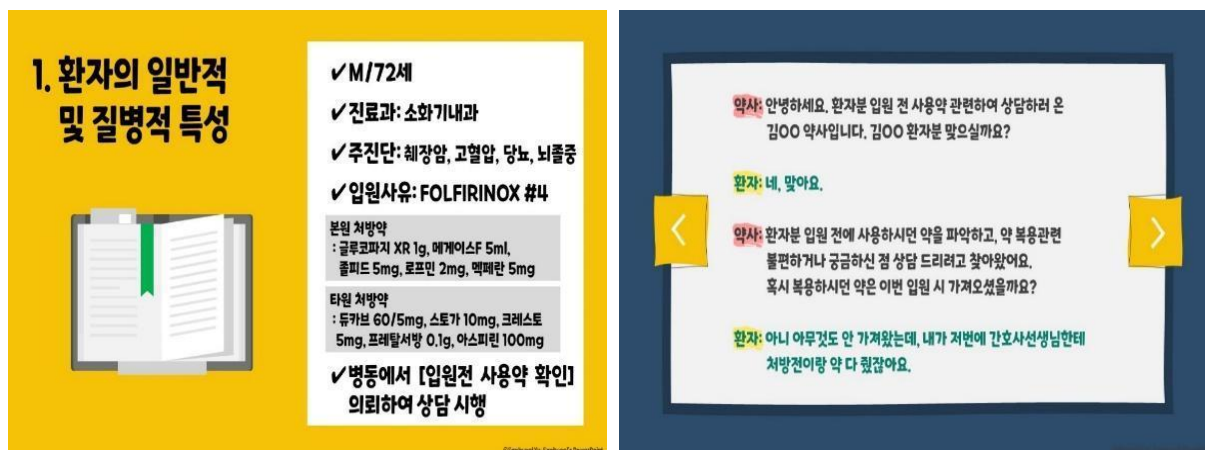 1. 환자의 일반적
및 질병적 특성
✓M/72세
✓진료과: 소화기내과
✓주진단: 췌장암, 고혈압, 당뇨, 뇌졸중
✓입원사유: FOLFIRINOX #4
본원 처방약
: 글루코파지 XR 1g, 메게이스F 5ml,
졸피드 5mg, 로프민 2mg, 멕페란 5mg
타원 처방약
: 듀카브 60/5mg, 스토가 10mg, 크레스토
5mg, 프레탈서방 0.1g, 아스피린 100mg
✓병동에서 [입원전 사용약 확인]
의뢰하여 상담 시행
약사: 안녕하세요. 환자분 입원 전 사용약 관련하여 상담하러 온
김OO 약사입니다. 김OO 환자분 맞으실까요?
환자: 네, 맞아요.
약사: 환자분 입원 전에 사용하시던 약을 파악하고, 약 복용관련
불편하거나 궁금하신 점 상담 드리려고 찾아왔어요.
혹시 복용하시던 약은 이번 입원 시 가져오셨을까요?
환자: 아니 아무것도 안 가져왔는데, 내가 저번에 간호사선생님한테
처방전이랑 약 다 줬잖아요.